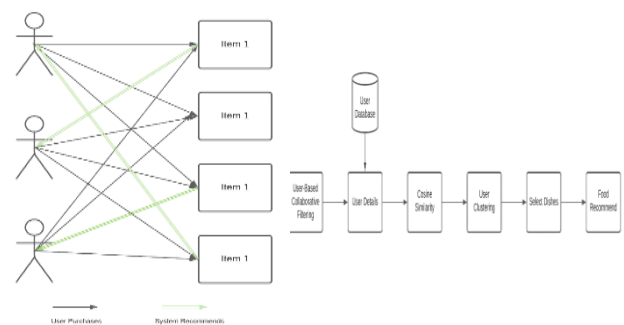 Item 1
Item 1
Item 1
Item 1
User Purchases
System Recommends
User
Database
User-Based
Collaborative
Filtering
User Details
Cosine
Similarity
User
Clustering
Select Dishes
Food
Recommend